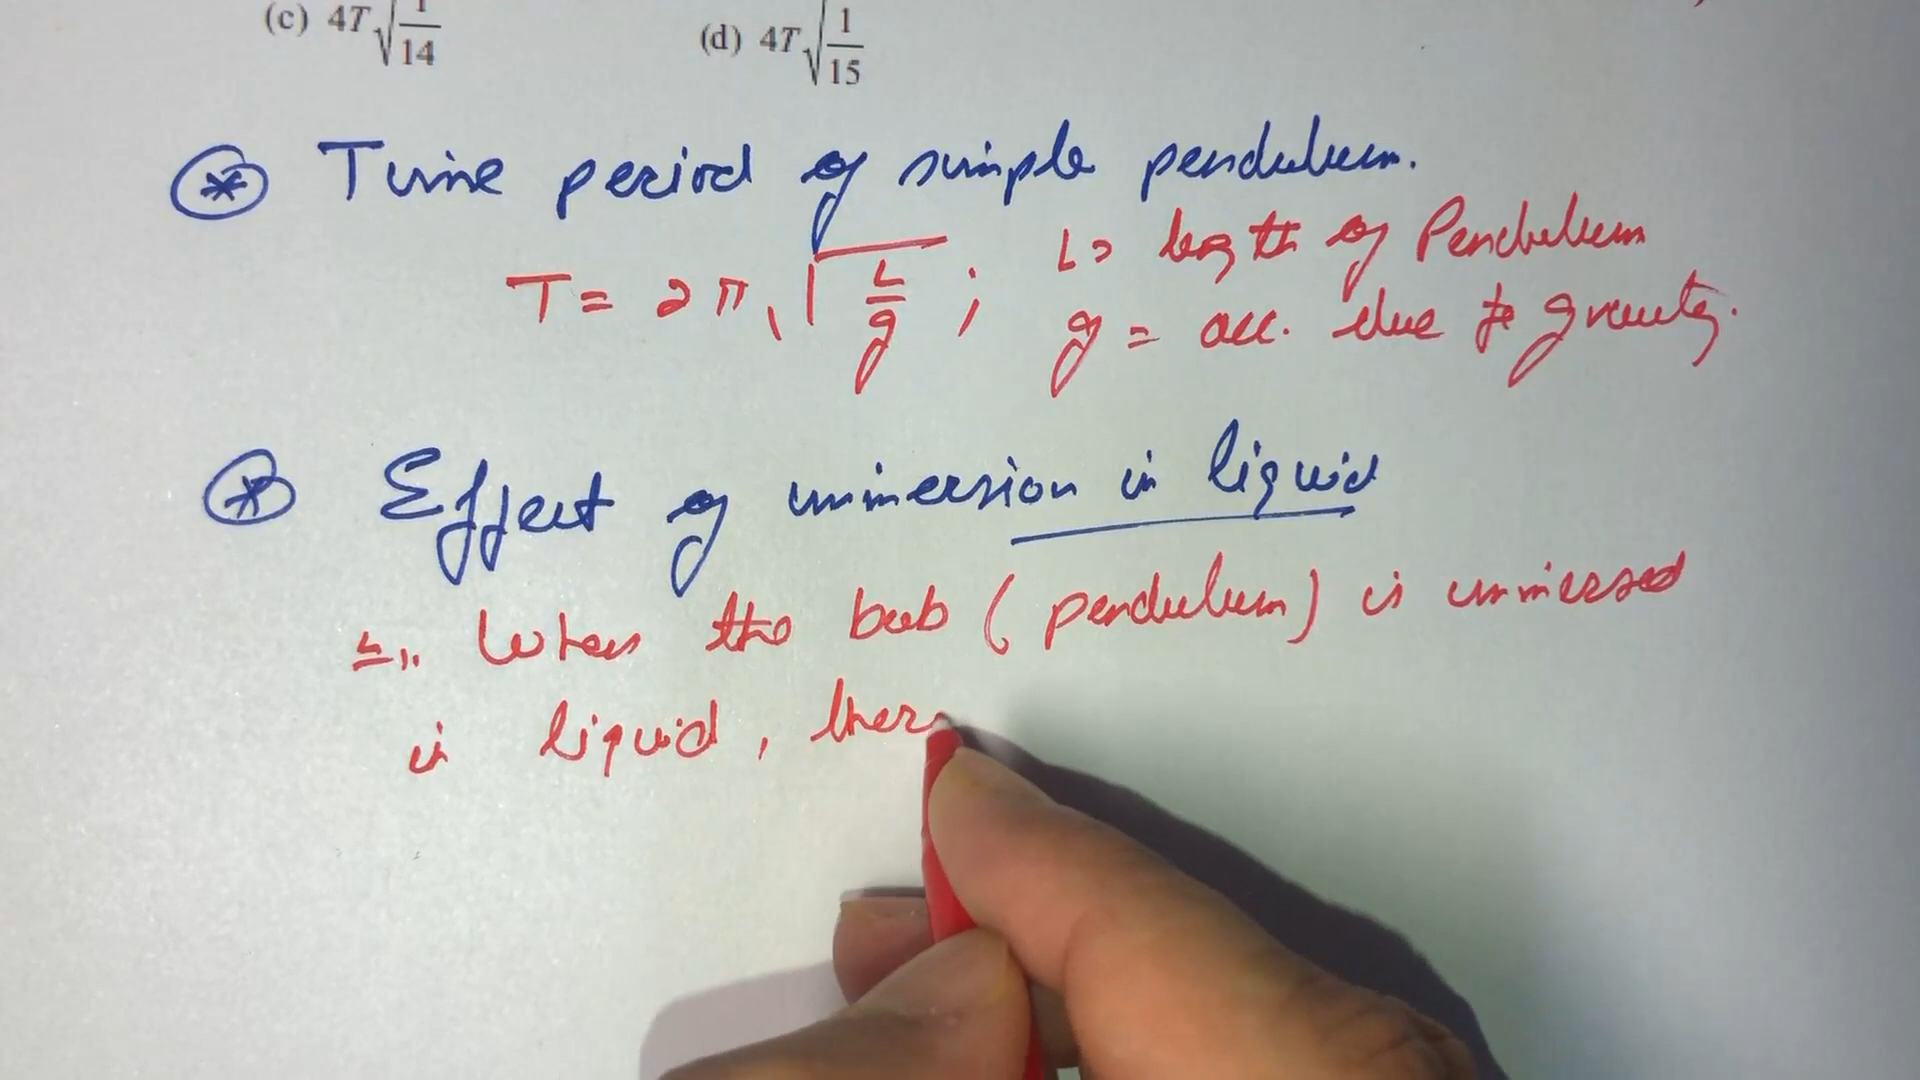 (c) 4T√1/14 (d) 4T√1/15
* Time period of simple pendulum.
T = 2π√L/g ; L → length of Pendulum
g = acc. due to gravity.
* Effect of immersion in liquid
When the bob (pendulum) is immersed
in liquid, there